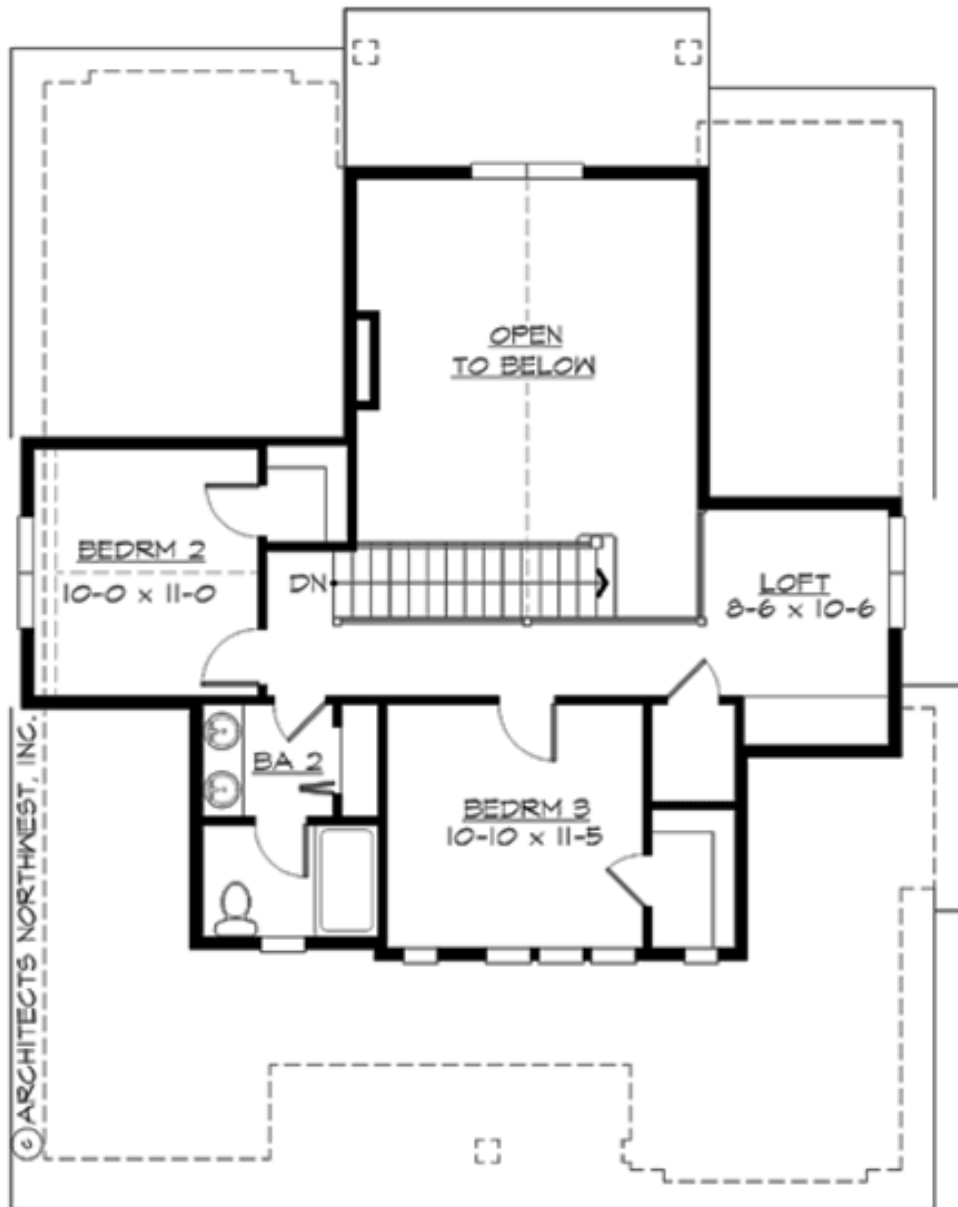 OPEN
TO BELOW
BEDRM 2
10-0 x 11-0
DN
LOFT
8-6 x 10-6
BA 2
BEDRM 3
10-10 x 11-5
© ARCHITECTS NORTHWEST, INC.